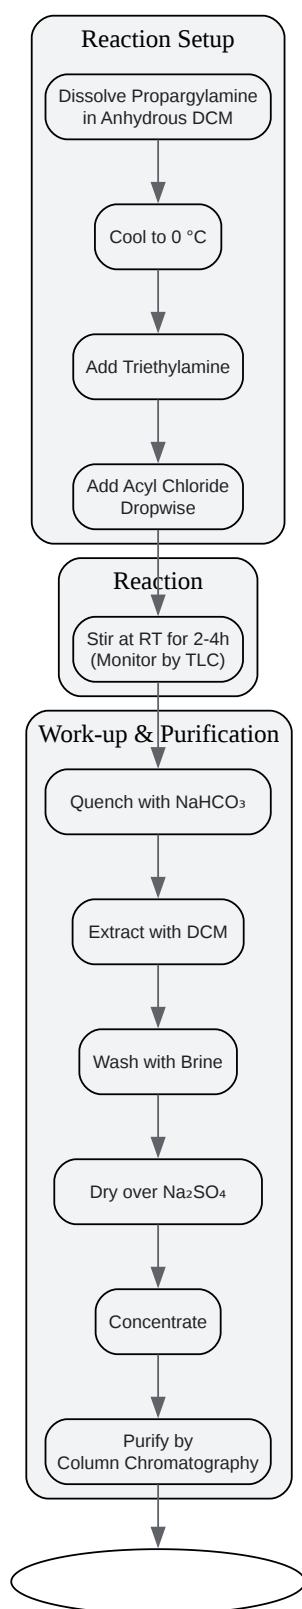 Reaction Setup
Dissolve Propargylamine
in Anhydrous DCM
Cool to 0 °C
Add Triethylamine
Add Acyl Chloride
Dropwise
Reaction
Stir at RT for 2-4h
(Monitor by TLC)
Work-up & Purification
Quench with NaHCO₃
Extract with DCM
Wash with Brine
Dry over Na₂SO₄
Concentrate
Purify by
Column Chromatography